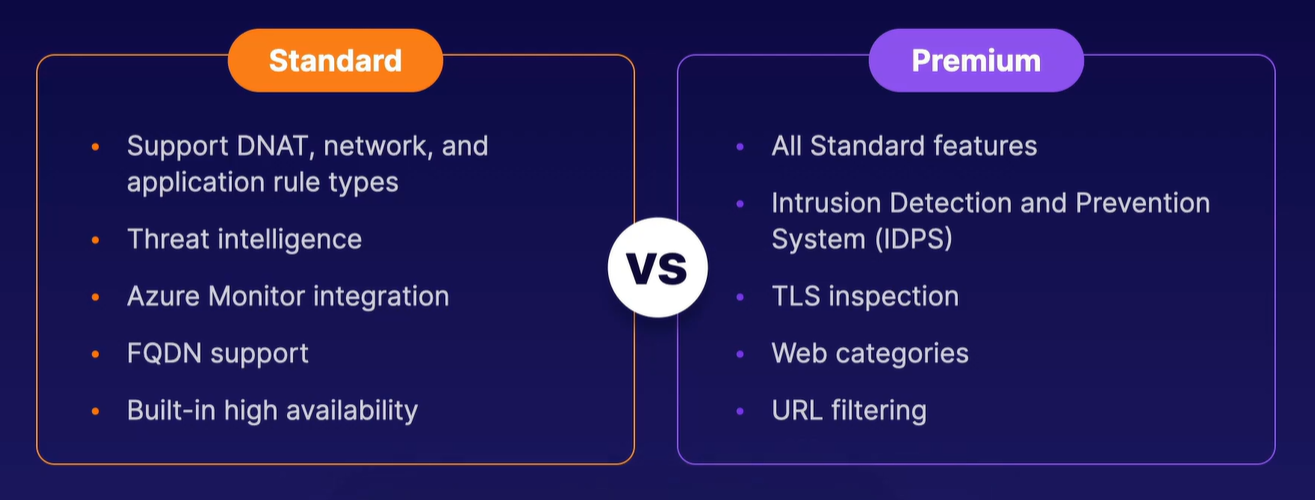 Standard
Support DNAT, network, and
application rule types
Threat intelligence
Azure Monitor integration
FQDN support
Built-in high availability
VS
Premium
All Standard features
Intrusion Detection and Prevention
System (IDPS)
TLS inspection
Web categories
URL filtering